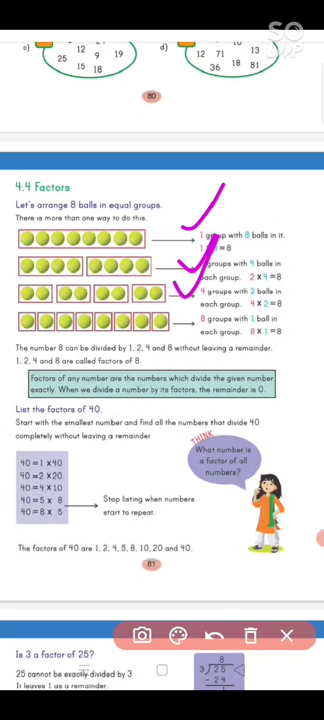 SO
LMP
c)
12
9
19
25
15
18
d)
12
71
13
36
18
81
80
4.4 Factors
Let's arrange 8 balls in equal groups.
There is more than one way to do this.
1 group with 8 balls in it.
=8
groups with 4 balls in
each group. 2 x 4 = 8
4 groups with 2 balls in
each group. 4 x 2 = 8
8 groups with 1 ball in
each group. 8 x 1 = 8
The number 8 can be divided by 1, 2, 4 and 8 without leaving a remainder.
1, 2, 4 and 8 are called factors of 8.
Factors of any number are the numbers which divide the given number
exactly. When we divide a number by its factors, the remainder is 0.
List the factors of 40.
Start with the smallest number and find all the numbers that divide 40
completely without leaving a remainder.
THINK
What number is
a factor of all
numbers?
40 = 1 x 40
40 = 2 x 20
40 = 4 x 10
40 = 5 x 8
40 = 8 x 5
Stop listing when numbers
start to repeat.
The factors of 40 are 1, 2, 4, 5, 8, 10, 20 and 40.
81
Is 3 a factor of 25?
25 cannot be exactly divided by 3
It leaves 1 as a remainder.
8
3 25
- 24
1